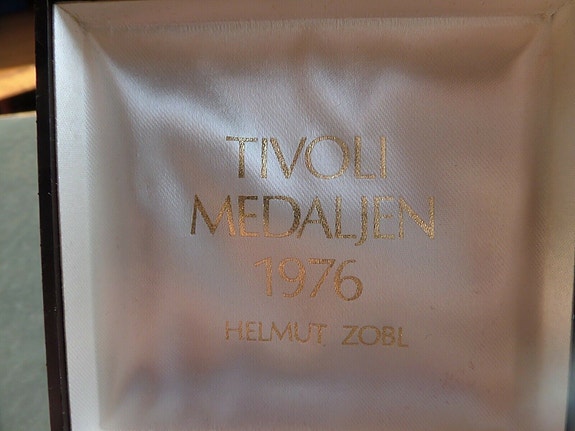 TIVOLI
MEDALJEN
1976
HELMUT ZOBL